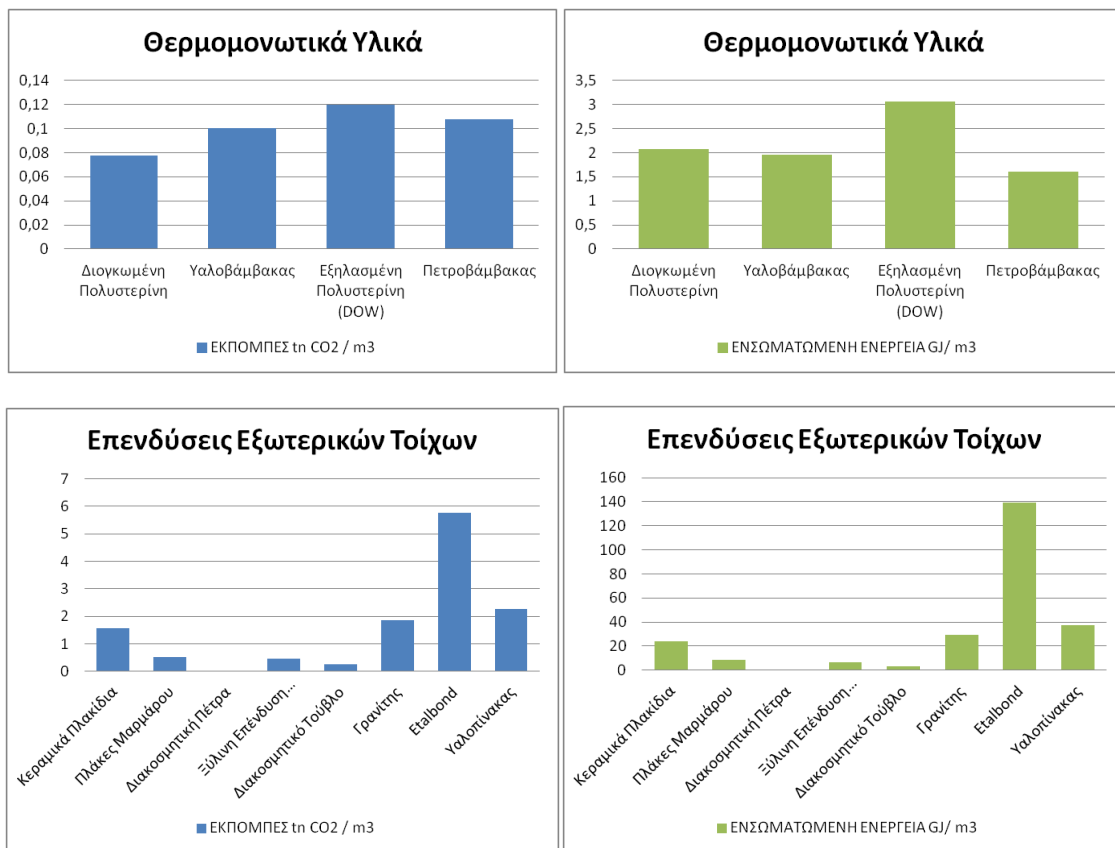 Θερμομονωτικά Υλικά
0,14
0,12
0,1
0,08
0,06
0,04
0,02
0
Διογκωμένη
Πολυστερίνη
Υαλοβάμβακας
Εξηλασμένη
Πολυστερίνη
(DOW)
Πετροβάμβακας
ΕΚΠΟΜΠΕΣ tn CO2 / m3
Θερμομονωτικά Υλικά
3,5
3
2,5
2
1,5
1
0,5
0
Διογκωμένη
Πολυστερίνη
Υαλοβάμβακας
Εξηλασμένη
Πολυστερίνη
(DOW)
Πετροβάμβακας
ΕΝΣΩΜΑΤΩΜΕΝΗ ΕΝΕΡΓΕΙΑ GJ/ m3
Επενδύσεις Εξωτερικών Τοίχων
7
6
5
4
3
2
1
0
Κεραμικά Πλακίδια
Πλάκες Μαρμάρου
Διακοσμητική Πέτρα
Ξύλινη Επένδυση...
Διακοσμητικό Τούβλο
Γρανίτης
Etalbond
Υαλοπίνακας
ΕΚΠΟΜΠΕΣ tn CO2 / m3
Επενδύσεις Εξωτερικών Τοίχων
160
140
120
100
80
60
40
20
0
Κεραμικά Πλακίδια
Πλάκες Μαρμάρου
Διακοσμητική Πέτρα
Ξύλινη Επένδυση...
Διακοσμητικό Τούβλο
Γρανίτης
Etalbond
Υαλοπίνακας
ΕΝΣΩΜΑΤΩΜΕΝΗ ΕΝΕΡΓΕΙΑ GJ/ m3